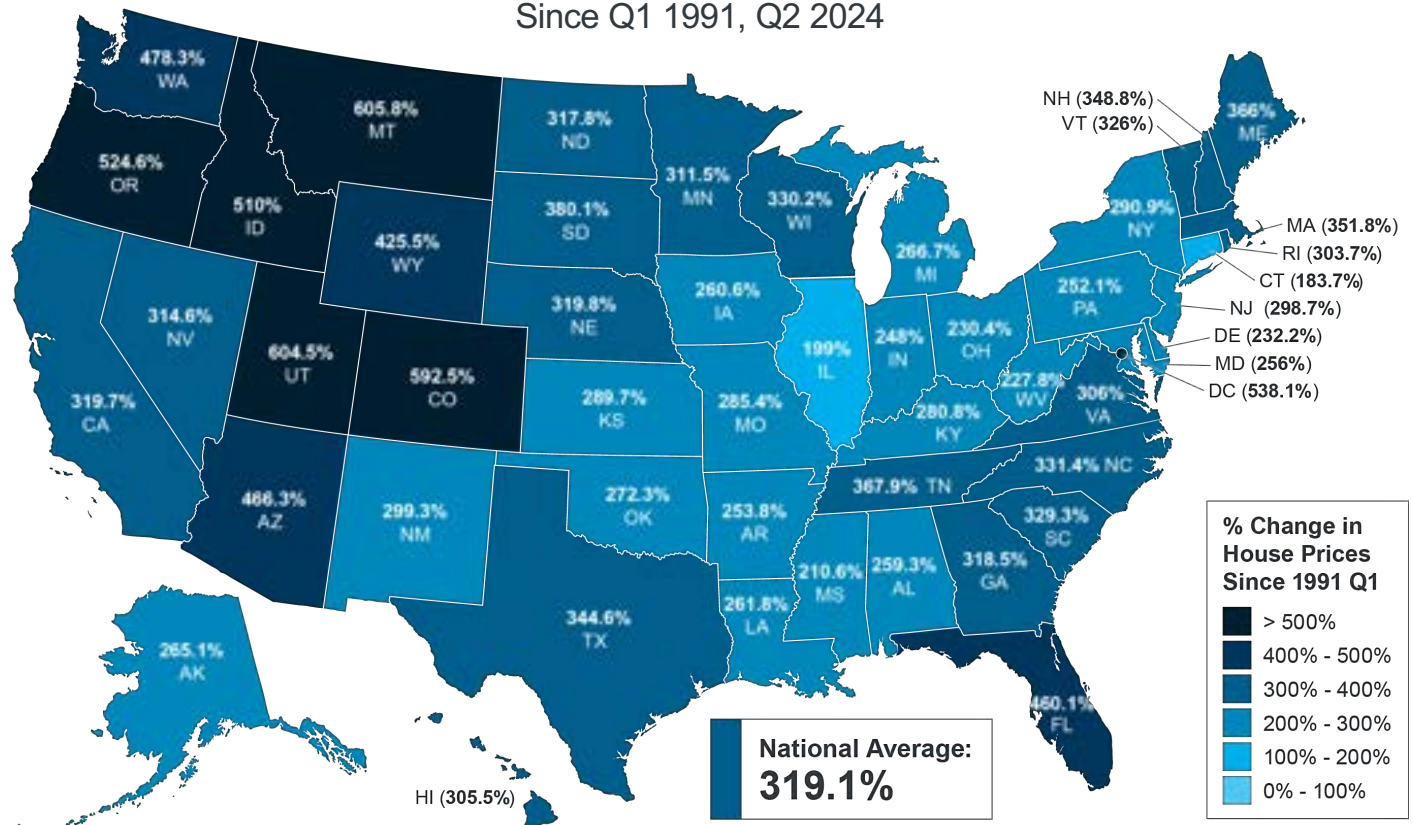 Since Q1 1991, Q2 2024
478.3%
WA
605.8%
MT
317.8%
ND
524.6%
OR
510%
ID
425.5%
WY
380.1%
SD
311.5%
MN
330.2%
WI
266.7%
MI
NH (348.8%)
VT (326%)
366%
ME
290.9%
NY
MA (351.8%)
RI (303.7%)
CT (183.7%)
NJ (298.7%)
DE (232.2%)
MD (256%)
DC (538.1%)
314.6%
NV
319.7%
CA
604.5%
UT
592.5%
CO
319.8%
NE
260.6%
IA
199%
IL
248%
IN
230.4%
OH
252.1%
PA
227.8%
WV
306%
VA
289.7%
KS
285.4%
MO
280.8%
KY
331.4% NC
367.9% TN
466.3%
AZ
299.3%
NM
272.3%
OK
253.8%
AR
329.3%
SC
210.6%
MS
259.3%
AL
318.5%
GA
344.6%
TX
261.8%
LA
460.1%
FL
265.1%
AK
HI (305.5%)
National Average:
319.1%
% Change in
House Prices
Since 1991 Q1
> 500%
400% - 500%
300% - 400%
200% - 300%
100% - 200%
0% - 100%